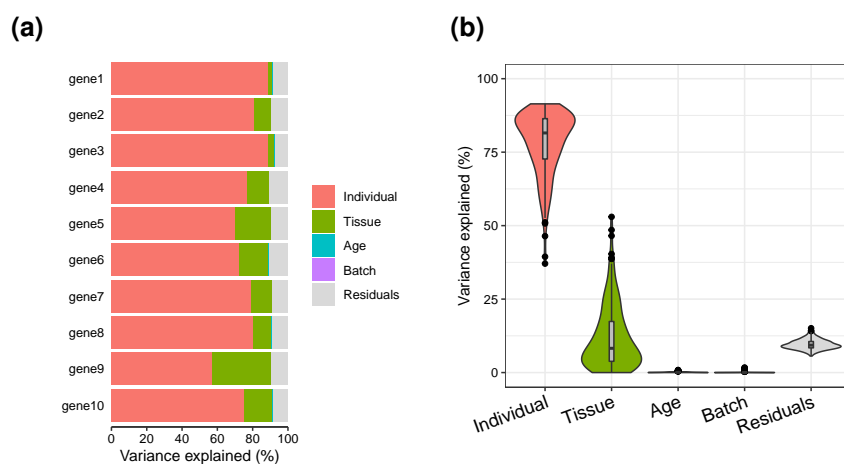 (a)
gene1
gene2
gene3
gene4
gene5
gene6
gene7
gene8
gene9
gene10
0 20 40 60 80 100
Variance explained (%)
Individual
Tissue
Age
Batch
Residuals
(b)
Variance explained (%)
100
75
50
25
0
Individual
Tissue
Age
Batch
Residuals